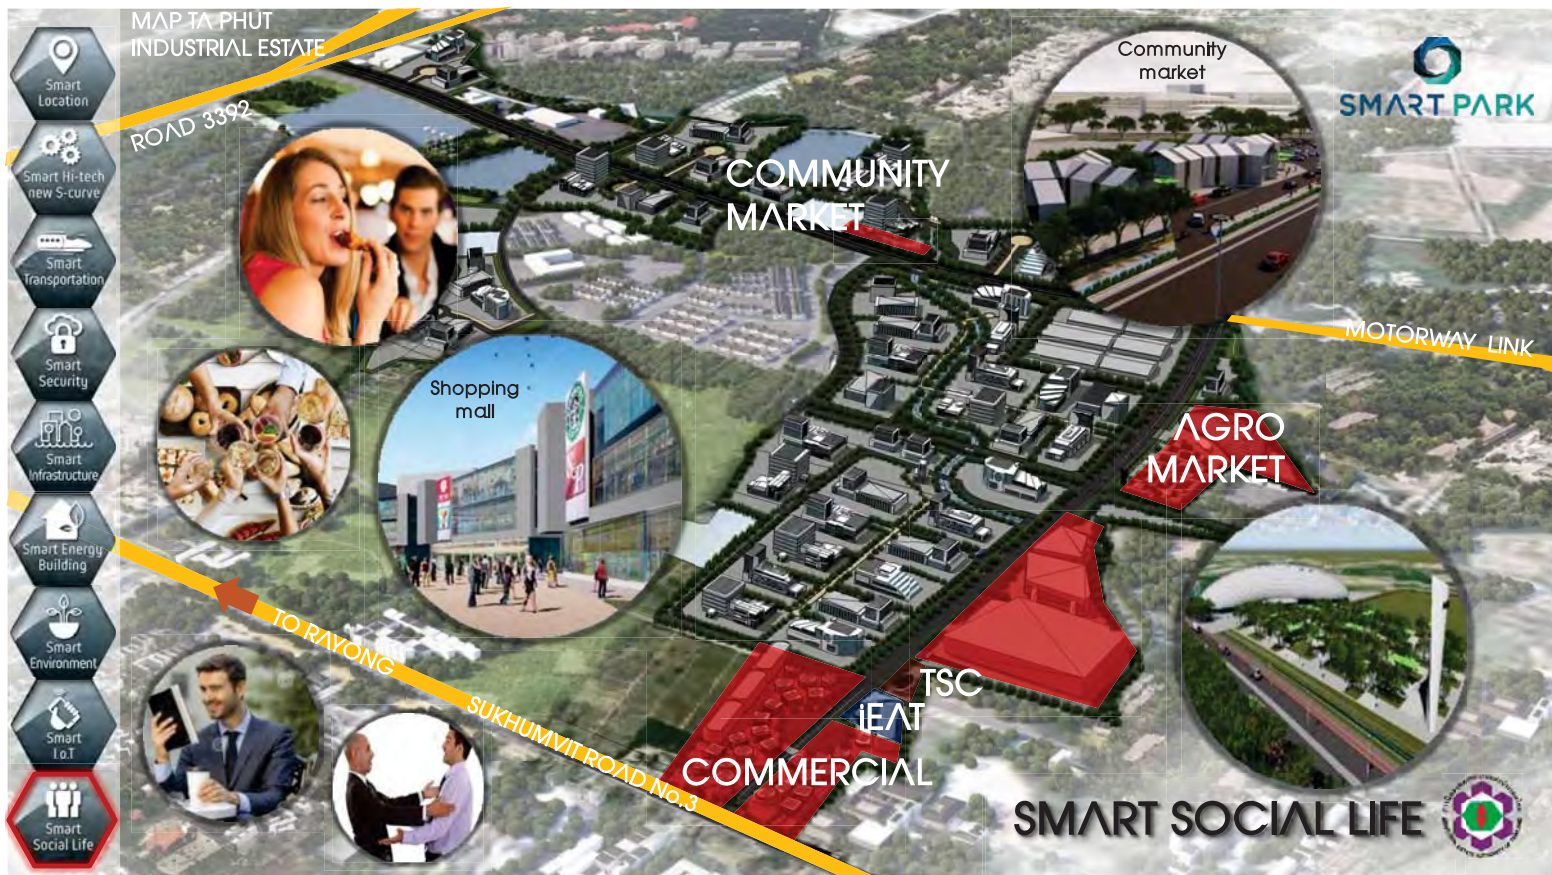 MAP TA PHUT
INDUSTRIAL ESTATE
ROAD 3392
Smart
Location
Smart Hi-tech
new S-curve
Smart
Transportation
Smart
Security
Smart
Infrastructure
Smart Energy
Building
Smart
Environment
Smart
I.o.T
Smart
Social Life
Community
market
SMART PARK
COMMUNITY
MARKET
MOTORWAY LINK
Shopping
mall
AGRO
MARKET
TO RAYONG
SUKHUMVIT ROAD No.3
TSC
iEAT
COMMERCIAL
SMART SOCIAL LIFE